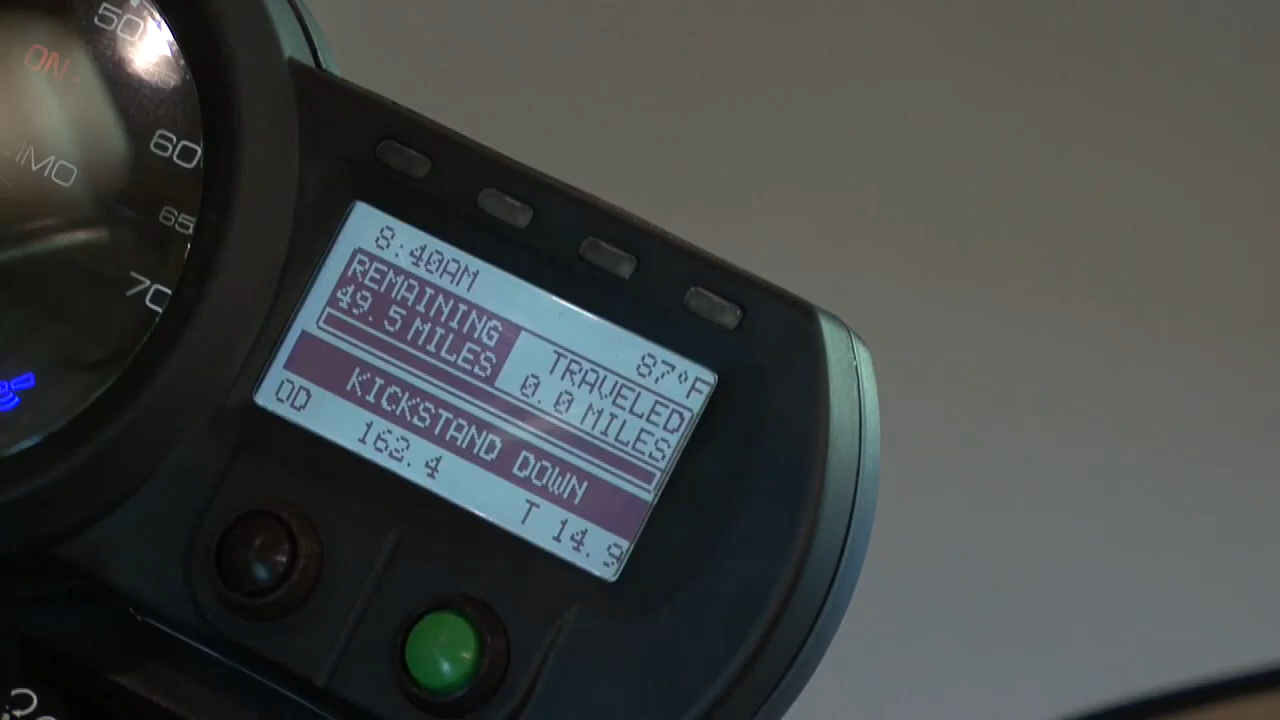 50
ON
60
IMO
65
70
8:40AM
87°F
REMAINING
49.5 MILES
TRAVELED
0.0 MILES
KICKSTAND DOWN
OD 162.4 T 14.9